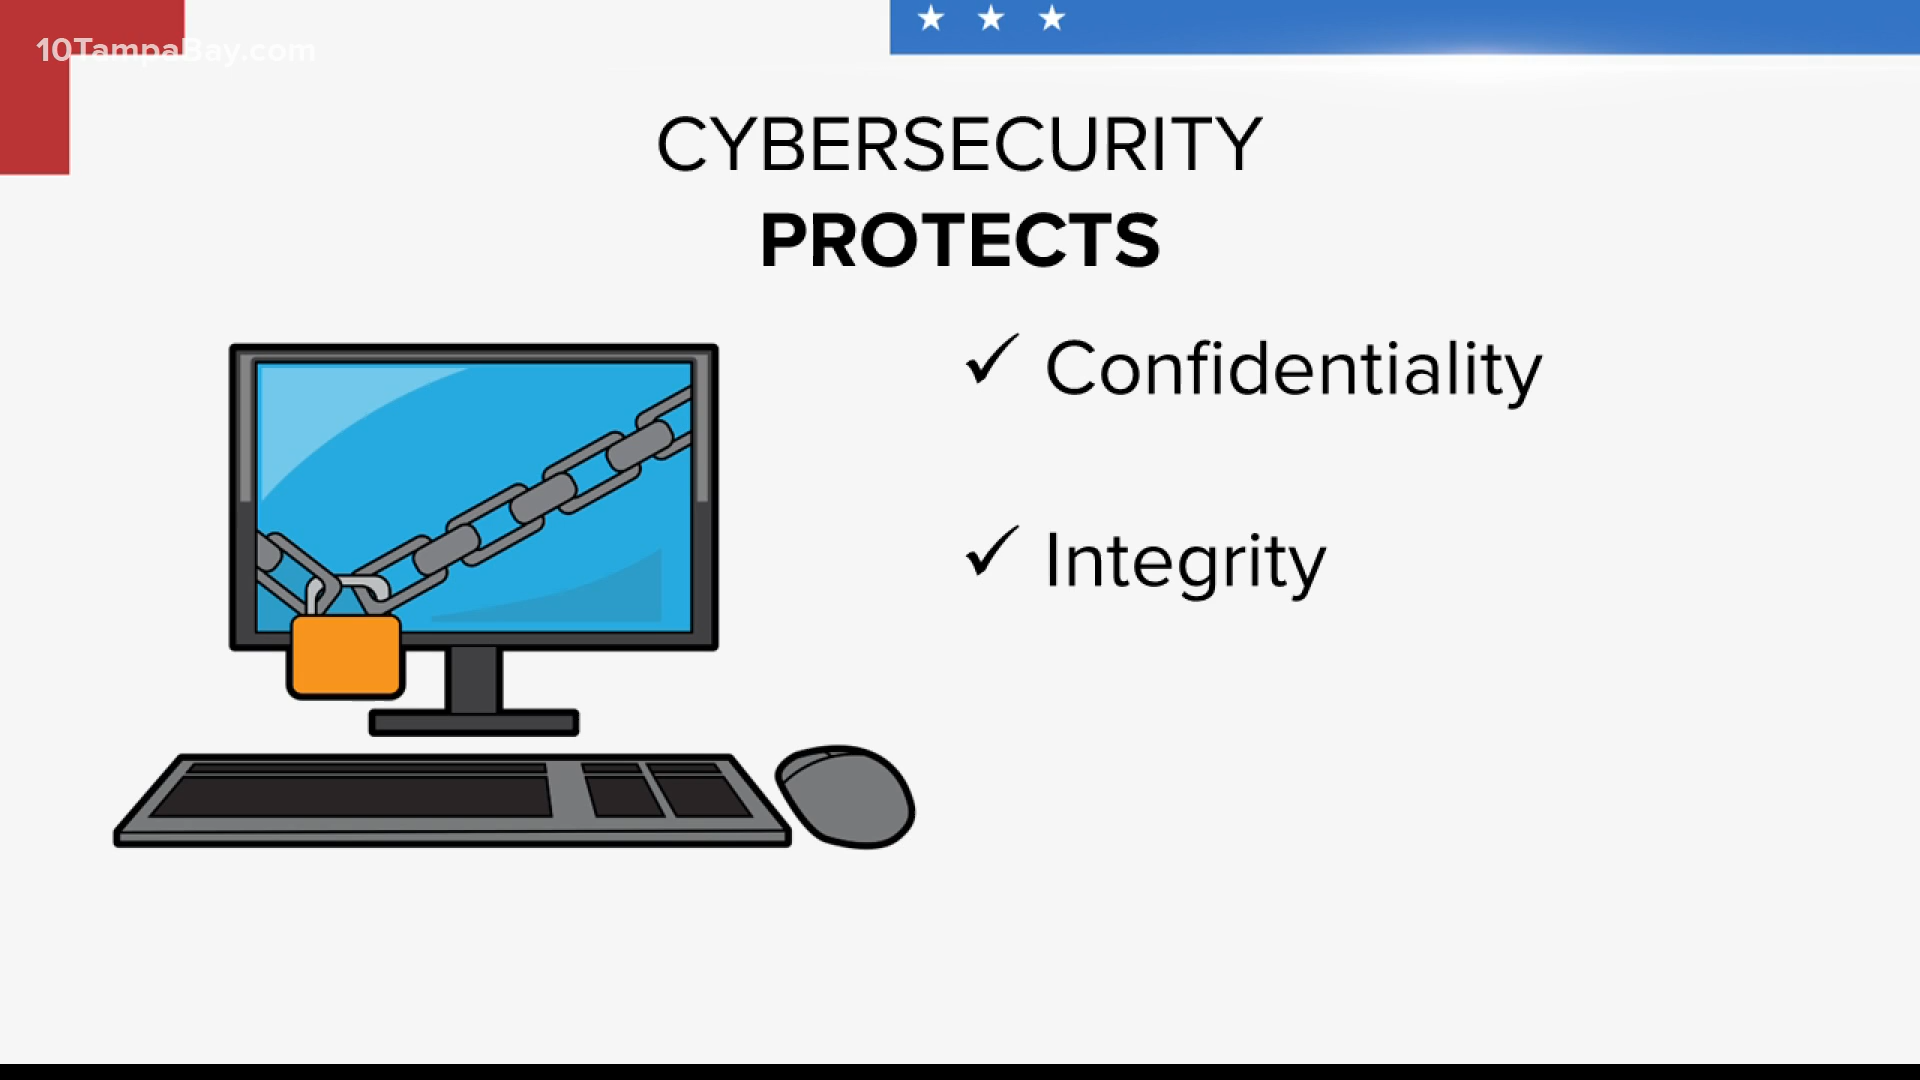 10TampaBay.com
CYBERSECURITY
PROTECTS
✓ Confidentiality
✓ Integrity